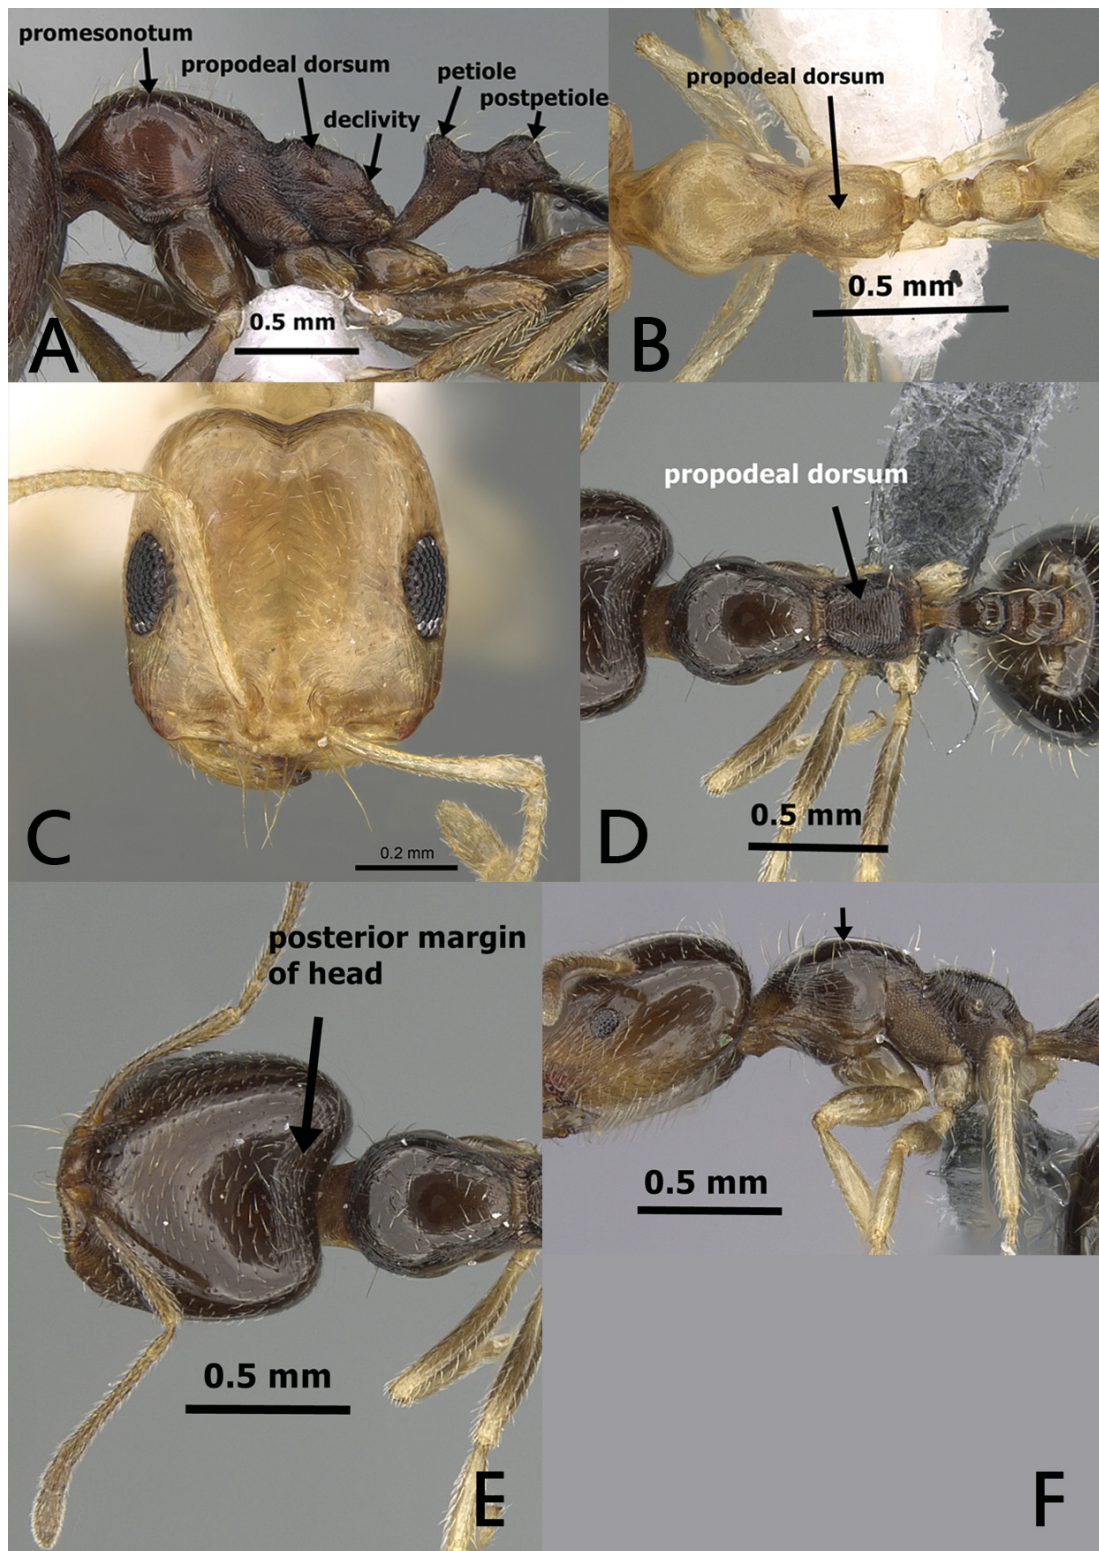 promesonotum
propodeal dorsum
declivity
petiole
postpetiole
0.5 mm
A
propodeal dorsum
0.5 mm
B
C
0.2 mm
propodeal dorsum
0.5 mm
D
posterior margin
of head
0.5 mm
E
0.5 mm
F